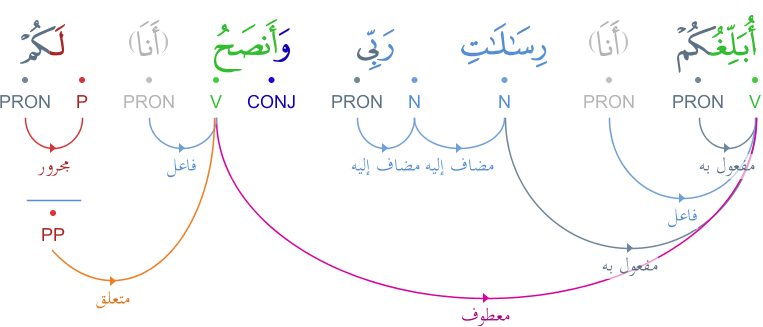 أُبَلِّغُكُمْ (أَنَا) رِسَٰلَٰتِ رَبِّى وَأَنصَحُ (أَنَا) لَكُمْ
V PRON PRON N N PRON CONJ V PRON P PRON
مفعول به مضاف إليه مضاف إليه فاعل مجرور
فاعل
PP
مفعول به
متعلق
معطوف